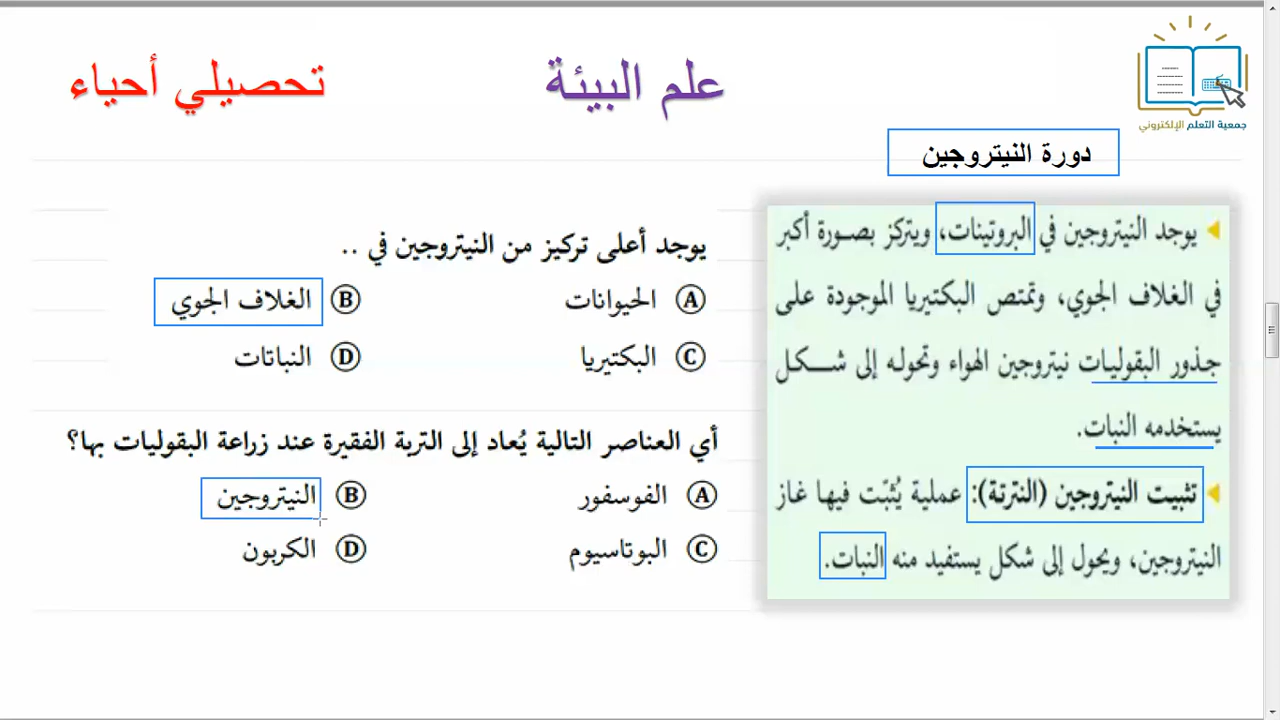 علم البيئة
تحصيلي أحياء
جمعية التعلم الإلكتروني
دورة النيتروجين
يوجد النيتروجين في البروتينات، ويتركز بصورة أكبر
في الغلاف الجوي، وتمتص البكتيريا الموجودة على
جذور البقوليات نيتروجين الهواء وتحوله إلى شكل
يستخدمه النبات.
تثبيت النيتروجين (النترتة): عملية يُثبّت فيها غاز
النيتروجين، ويحول إلى شكل يستفيد منه النبات.
يوجد أعلى تركيز من النيتروجين في ..
A الحيوانات
B الغلاف الجوي
C البكتيريا
D النباتات
أي العناصر التالية يُعاد إلى التربة الفقيرة عند زراعة البقوليات بها؟
A الفوسفور
B النيتروجين
C البوتاسيوم
D الكربون